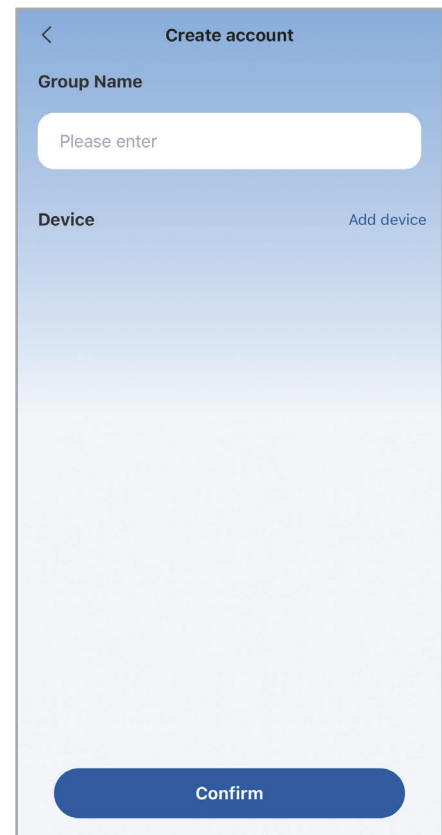 Create account
Group Name
Please enter
Device Add device
Confirm